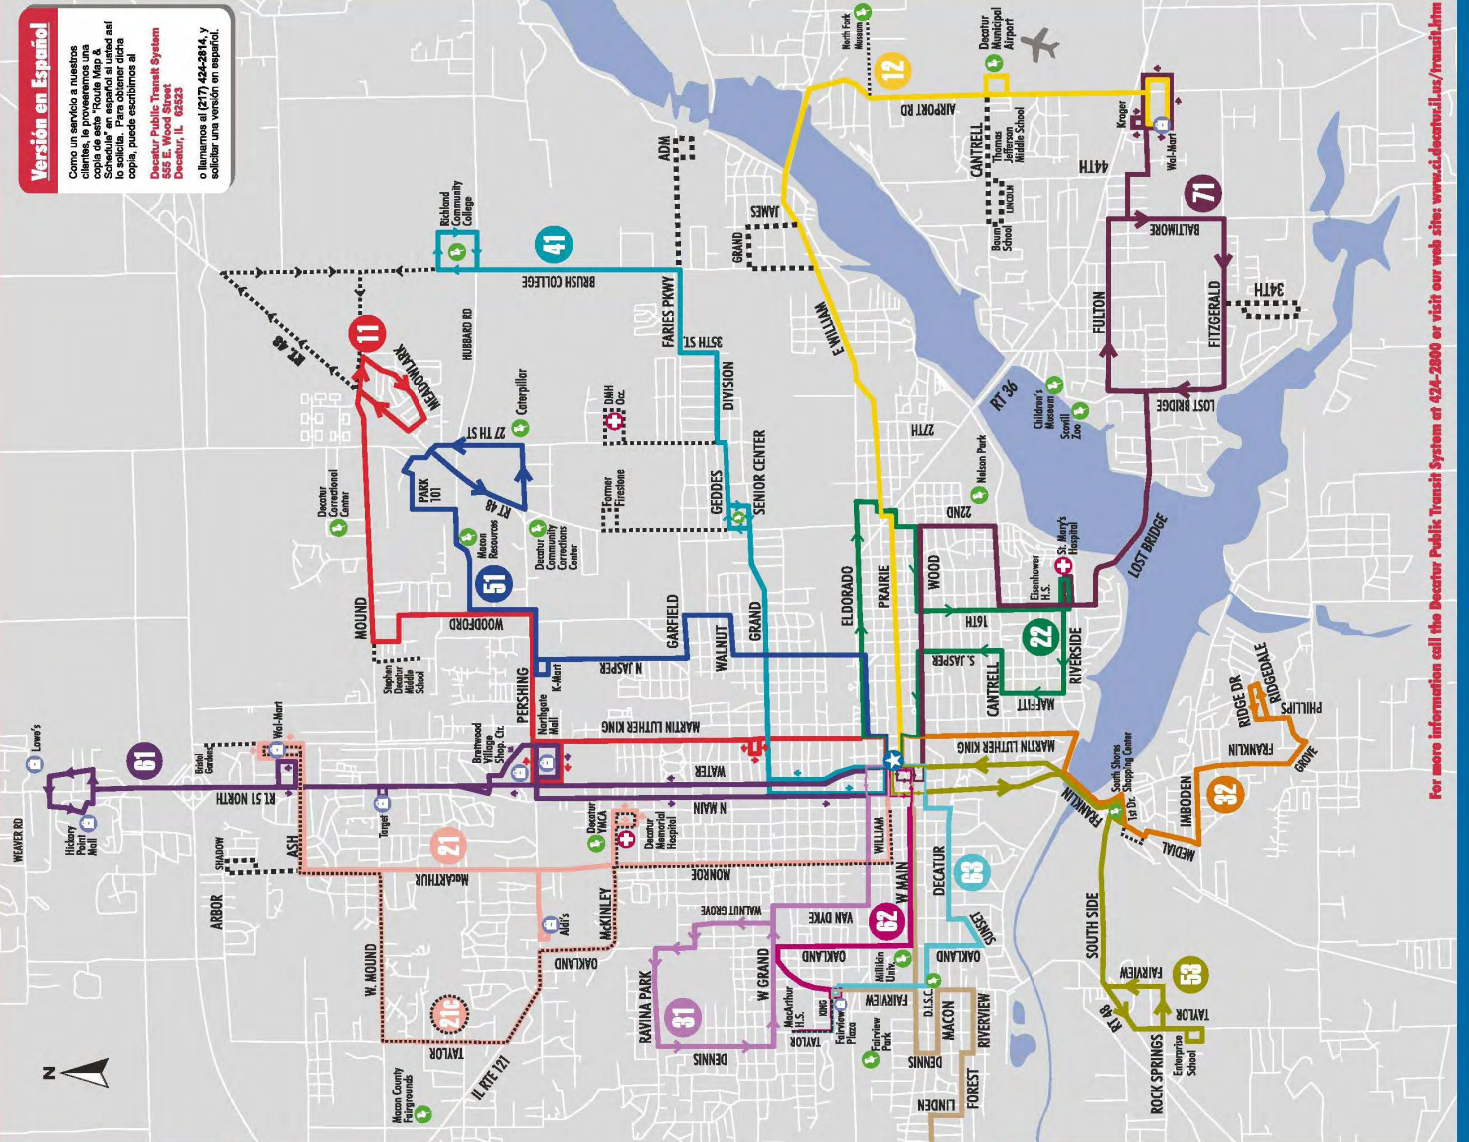 Versión en Español
Como un servicio a nuestros
clientes, le proveeremos una
copia de este "Route Map &
Schedule" en español si usted así
lo solicita. Para obtener dicha
copia, puede escribirnos al
Decatur Public Transit System
555 E. Wood Street
Decatur, IL 62523
o llamarnos al (217) 424-2814, y
solicitar una versión en español.
For more information call the Decatur Public Transit System at 424-2800 or visit our web site: www.ci.decatur.il.us/transit.htm
N
North Fork
Museum
12
Decatur
Municipal
Airport
AIRPORT RD
CANTRELL
Thomas
Jefferson
Middle School
LINCOLN
Baum
School
Kroger
Wal-Mart
44TH
71
BALTIMORE
FULTON
FITZGERALD
34TH
LOST BRIDGE
ADM
JAMES
GRAND
E WILLIAM
RT 36
Children's
Museum
Scovill
Zoo
Richland
Community
College
41
BRUSH COLLEGE
FARIES PKWY
35TH ST.
DIVISION
HUBBARD RD
RT. 48
11
MEADOWLARK
27 TH ST
Caterpillar
DMH
Occ.
27TH
Nelson Park
22ND
Decatur
Correctional
Center
PARK
101
RT 48
Macon
Resources
Decatur
Community
Corrections
Center
Former
Firestone
GEDDES
SENIOR CENTER
51
MOUND
WOODFORD
Stephen
Decatur
Middle
School
PERSHING
K-Mart
Northgate
Mall
N JASPER
GARFIELD
WALNUT
GRAND
ELDORADO
PRAIRIE
WOOD
16TH
S. JASPER
CANTRELL
MAFFITT
22
RIVERSIDE
Eisenhower
H.S.
St. Mary's
Hospital
LOST BRIDGE
Lowe's
61
WEAVER RD
Hickory
Point
Mall
Bristol
Gardens
Wal-Mart
RT 51 NORTH
Target
Brettwood
Village
Shop. Ctr.
MARTIN LUTHER KING
WATER
N MAIN
MARTIN LUTHER KING
SHADOW
ARBOR
ASH
21
MacARTHUR
Decatur
YMCA
Decatur
Memorial
Hospital
MONROE
WILLIAM
W MAIN
DECATUR
63
SUNSET
OAKLAND
McKINLEY
Aldi's
OAKLAND
W. MOUND
21c
TAYLOR
IL RTE 121
Macon County
Fairgrounds
WALNUT GROVE
VAN DYKE
62
OAKLAND
W GRAND
RAVINA PARK
31
DENNIS
MacArthur
H.S.
KING
TAYLOR
Fairview
Plaza
Millikin
Univ.
FAIRVIEW
D.I.S.C.
Fairview
Park
DENNIS
MACON
RIVERVIEW
FOREST
LINDEN
FRANKLIN
South Shores
Shopping Center
1st Dr.
MEDIAL
IMBODEN
32
FRANKLIN
GROVE
PHILLIPS
RIDGE DR
RIDGEDALE
SOUTH SIDE
FAIRVIEW
53
RT 48
TAYLOR
ROCK SPRINGS
Enterprise
School